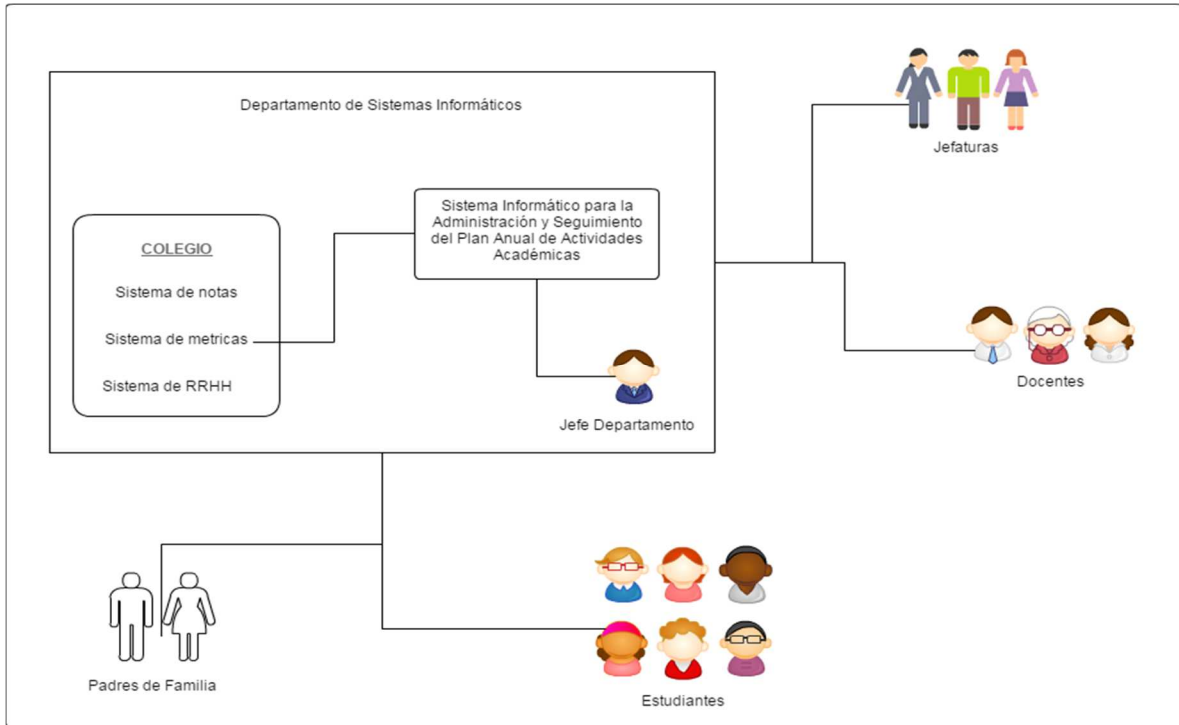 Departamento de Sistemas Informáticos
COLEGIO
Sistema de notas
Sistema de metricas
Sistema de RRHH
Sistema Informático para la
Administración y Seguimiento
del Plan Anual de Actividades
Académicas
Jefe Departamento
Jefaturas
Docentes
Padres de Familia
Estudiantes